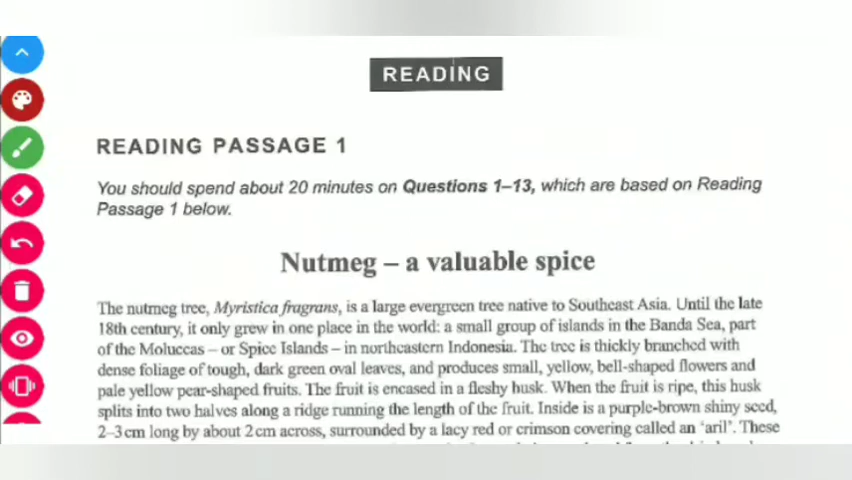 READING
READING PASSAGE 1
You should spend about 20 minutes on Questions 1–13, which are based on Reading
Passage 1 below.
Nutmeg – a valuable spice
The nutmeg tree, Myristica fragrans, is a large evergreen tree native to Southeast Asia. Until the late
18th century, it only grew in one place in the world: a small group of islands in the Banda Sea, part
of the Moluccas – or Spice Islands – in northeastern Indonesia. The tree is thickly branched with
dense foliage of tough, dark green oval leaves, and produces small, yellow, bell-shaped flowers and
pale yellow pear-shaped fruits. The fruit is encased in a fleshy husk. When the fruit is ripe, this husk
splits into two halves along a ridge running the length of the fruit. Inside is a purple-brown shiny seed,
2–3 cm long by about 2 cm across, surrounded by a lacy red or crimson covering called an ‘aril’. These